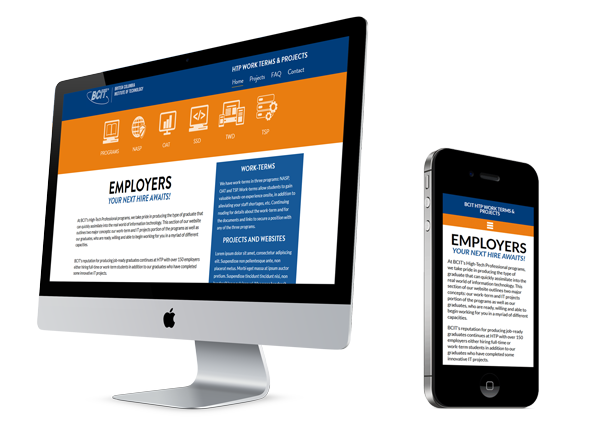 BCIT
BRITISH COLUMBIA
INSTITUTE OF TECHNOLOGY
HTP WORK TERMS & PROJECTS
Home Projects FAQ Contact
PROGRAMS NASP CIAT SSD TWD TSP
EMPLOYERS
YOUR NEXT HIRE AWAITS!
At BCIT's High-Tech Professional programs, we take pride in producing the type of graduate that
can quickly assimilate into the real world of information technology. This section of our website
outlines two major concepts: our work-term and IT projects portion of the programs as well as
our graduates, who are ready, willing and able to begin working for you in a myriad of different
capacities.
BCIT's reputation for producing job-ready graduates continues at HTP with over 150 employers
either hiring full-time or work-term students in addition to our graduates who have completed
some innovative IT projects.
WORK-TERMS
We have work-terms in three programs: NASP,
CIAT and TSP. Work-terms allow students to gain
valuable hands-on experience onsite, in addition to
alleviating your staff shortages, etc. Continuing
reading for details about the work-term and for
the documents and links to secure a position with
any of the three programs.
PROJECTS AND WEBSITES
Lorem ipsum dolor sit amet, consectetur adipiscing
elit. Suspendisse non pellentesque ante, non
placerat metus. Morbi eget massa ut ipsum auctor
pretium. Suspendisse tincidunt tincidunt nisl, non
BCIT HTP WORK TERMS &
PROJECTS
EMPLOYERS
YOUR NEXT HIRE AWAITS!
At BCIT's High-Tech Professional programs,
we take pride in producing the type of
graduate that can quickly assimilate into the
real world of information technology. This
section of our website outlines two major
concepts: our work-term and IT projects
portion of the programs as well as our
graduates, who are ready, willing and able to
begin working for you in a myriad of different
capacities.
BCIT's reputation for producing job-ready
graduates continues at HTP with over 150
employers either hiring full-time or
work-term students in addition to our
graduates who have completed some
innovative IT projects.